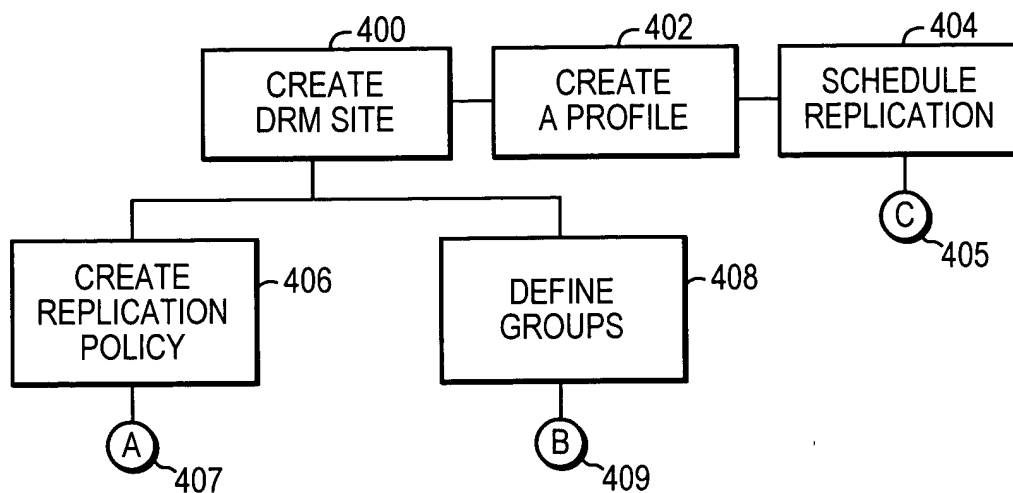 400
CREATE
DRM SITE
402
CREATE
A PROFILE
404
SCHEDULE
REPLICATION
C
405
CREATE
REPLICATION
POLICY
406
A
407
DEFINE
GROUPS
408
B
409